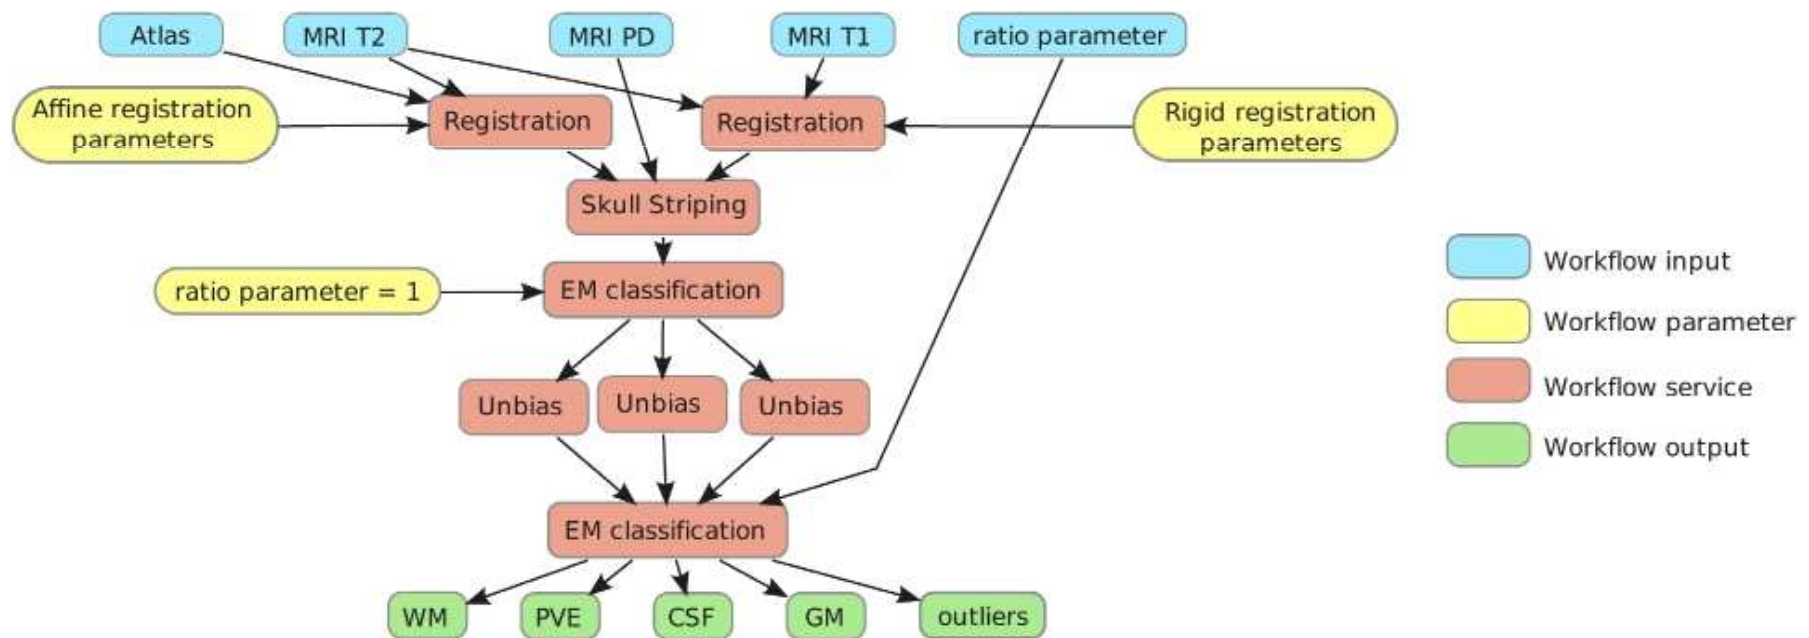 Atlas
MRI T2
MRI PD
MRI T1
ratio parameter
Affine registration
parameters
Registration
Registration
Rigid registration
parameters
Skull Striping
ratio parameter = 1
EM classification
Unbias
Unbias
Unbias
EM classification
WM
PVE
CSF
GM
outliers
Workflow input
Workflow parameter
Workflow service
Workflow output